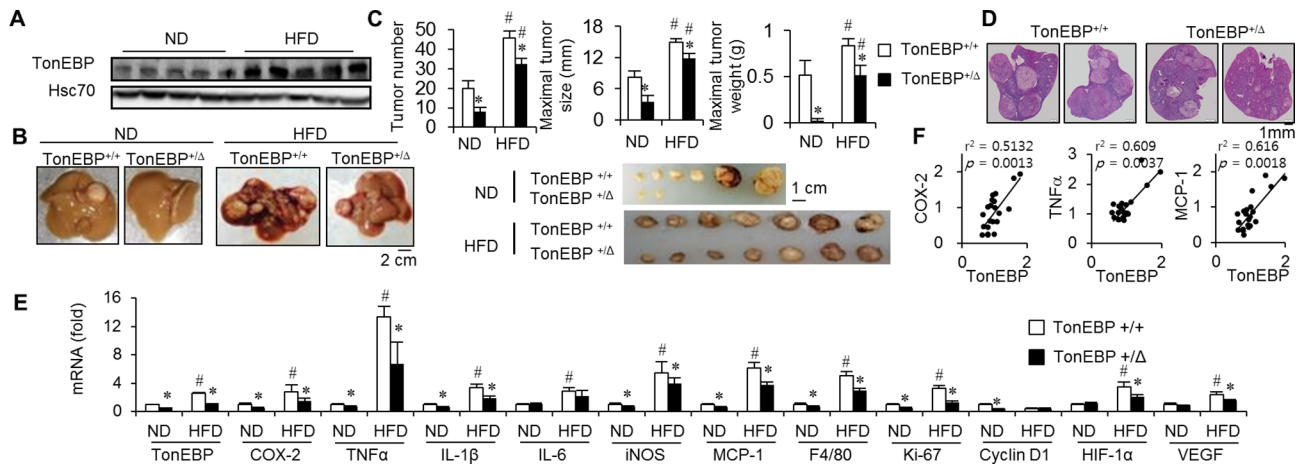 A
ND HFD
TonEBP
Hsc70
B
ND HFD
TonEBP+/+ TonEBP+/Δ TonEBP+/+ TonEBP+/Δ
2 cm
C
Tumor number
50
40
30
20
10
0
* # # *
ND HFD
Maximal tumor size (mm)
18
12
6
0
* # # *
ND HFD
Maximal tumor weight (g)
1
0.5
0
* # # *
ND HFD
TonEBP+/+
TonEBP+/Δ
ND TonEBP +/+
TonEBP +/Δ
1 cm
HFD TonEBP +/+
TonEBP +/Δ
D
TonEBP+/+ TonEBP+/Δ
1mm
F
r² = 0.5132
p = 0.0013
COX-2
2
1
0
0 2
TonEBP
r² = 0.609
p = 0.0037
TNFα
3
2
1
0
0 1 2
TonEBP
r² = 0.616
p = 0.0018
MCP-1
2
1
0
0 2
TonEBP
E
mRNA (fold)
16
12
8
4
0
* # * # * * # * * # * # * # * # * * # * * # * # *
TonEBP +/+
TonEBP +/Δ
ND HFD ND HFD ND HFD ND HFD ND HFD ND HFD ND HFD ND HFD ND HFD ND HFD ND HFD ND HFD
TonEBP COX-2 TNFα IL-1β IL-6 iNOS MCP-1 F4/80 Ki-67 Cyclin D1 HIF-1α VEGF